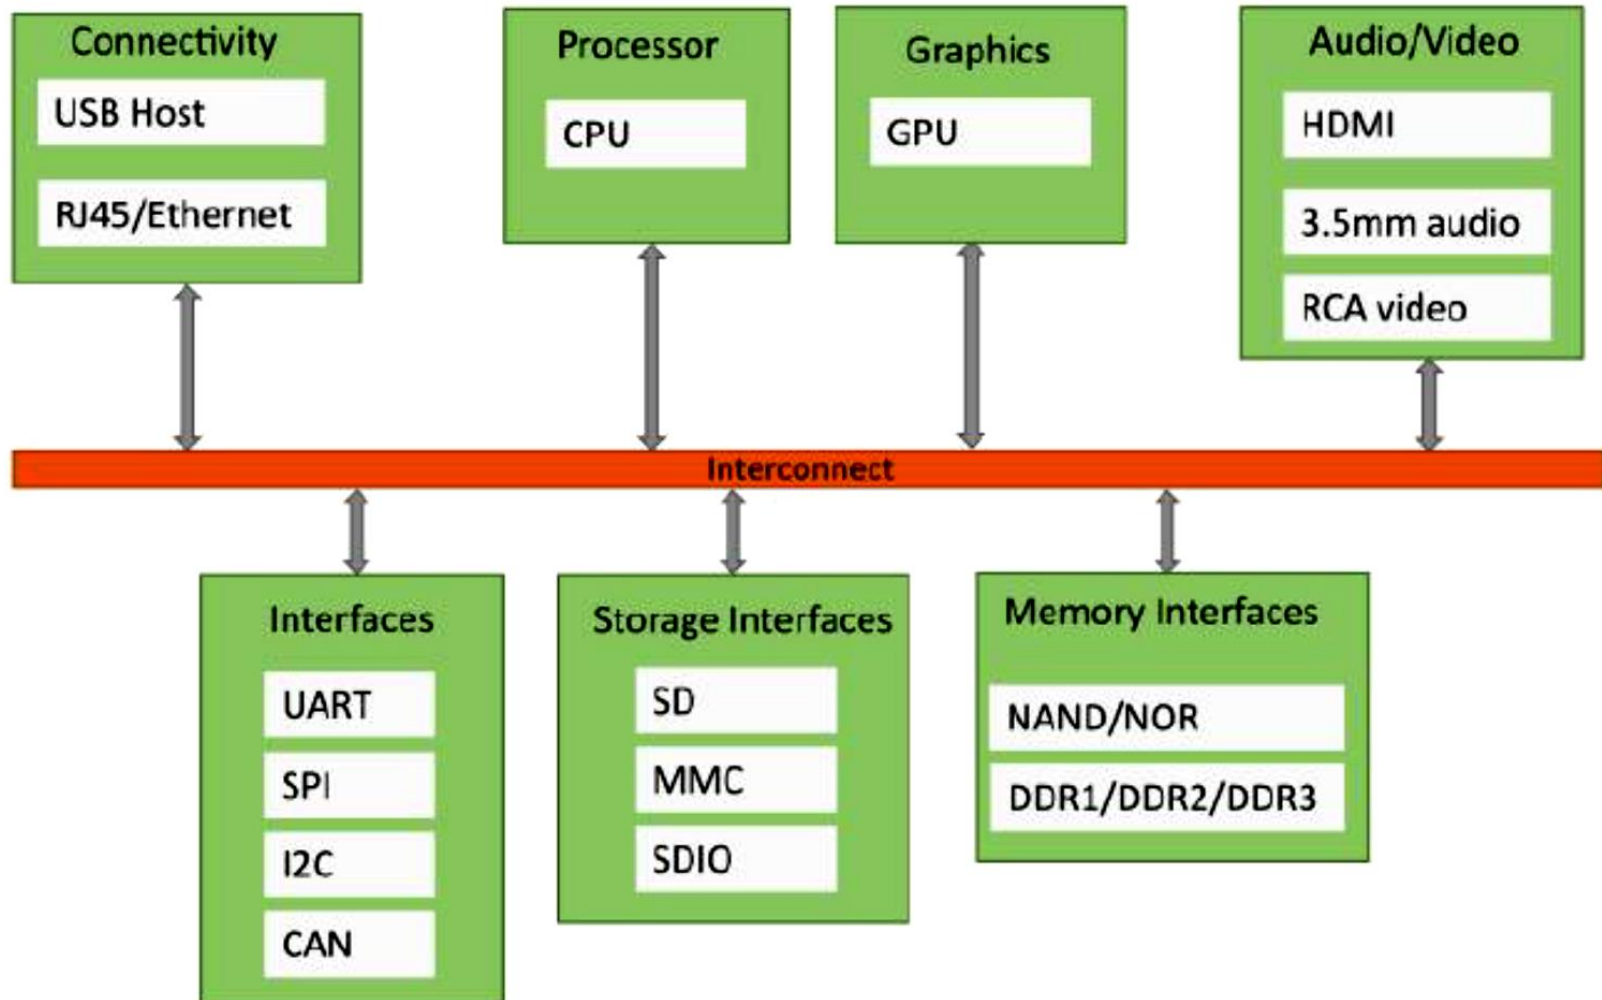 Connectivity
USB Host
RJ45/Ethernet
Processor
CPU
Graphics
GPU
Audio/Video
HDMI
3.5mm audio
RCA video
Interconnect
Interfaces
UART
SPI
I2C
CAN
Storage Interfaces
SD
MMC
SDIO
Memory Interfaces
NAND/NOR
DDR1/DDR2/DDR3